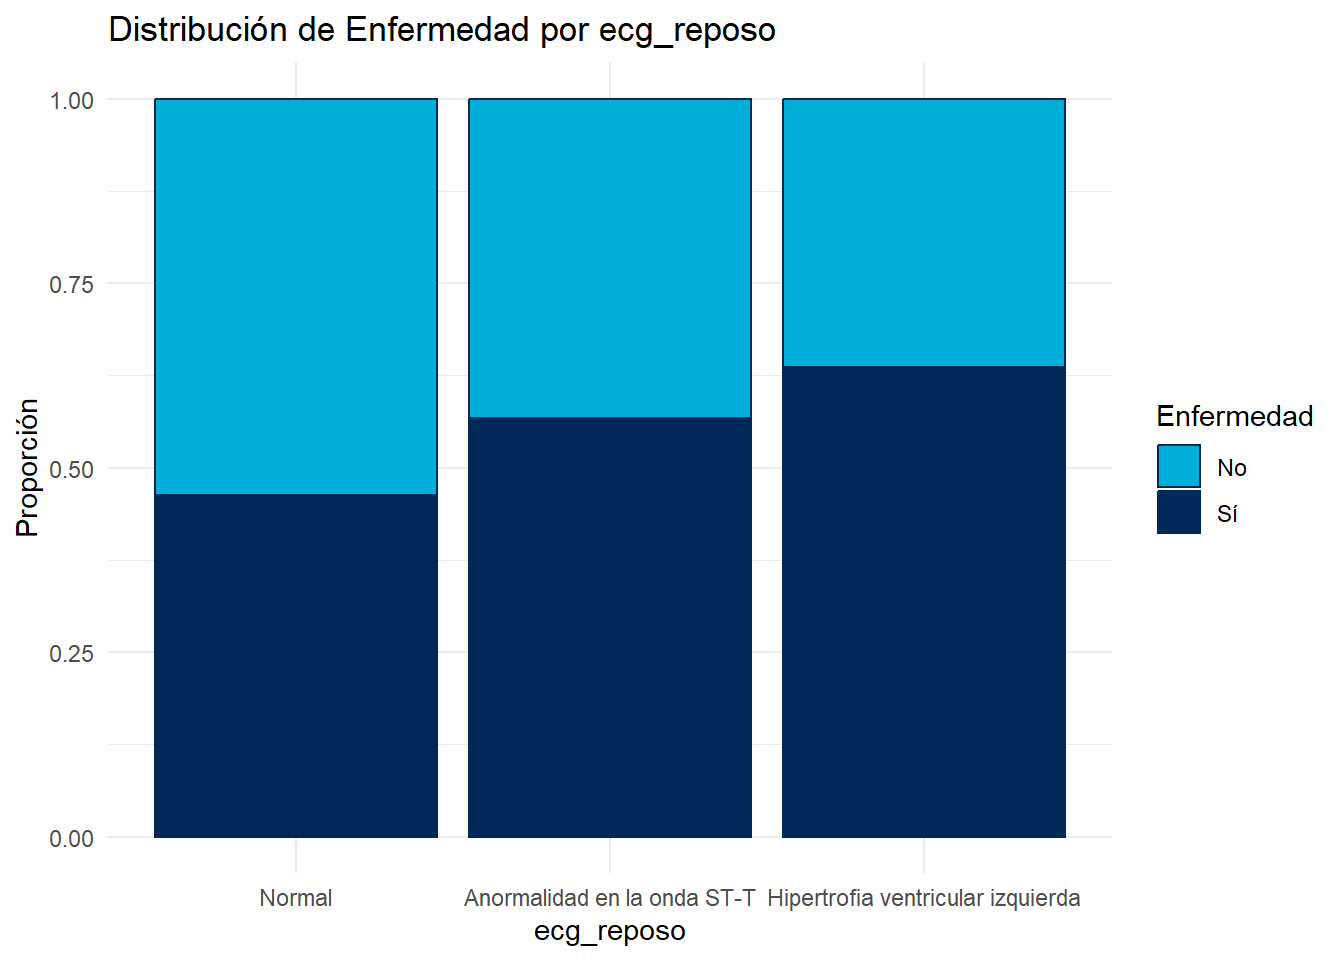 Distribución de Enfermedad por ecg_reposo
Proporción
1.00
0.75
0.50
0.25
0.00
Normal
Anormalidad en la onda ST-T
Hipertrofia ventricular izquierda
ecg_reposo
Enfermedad
No
Sí